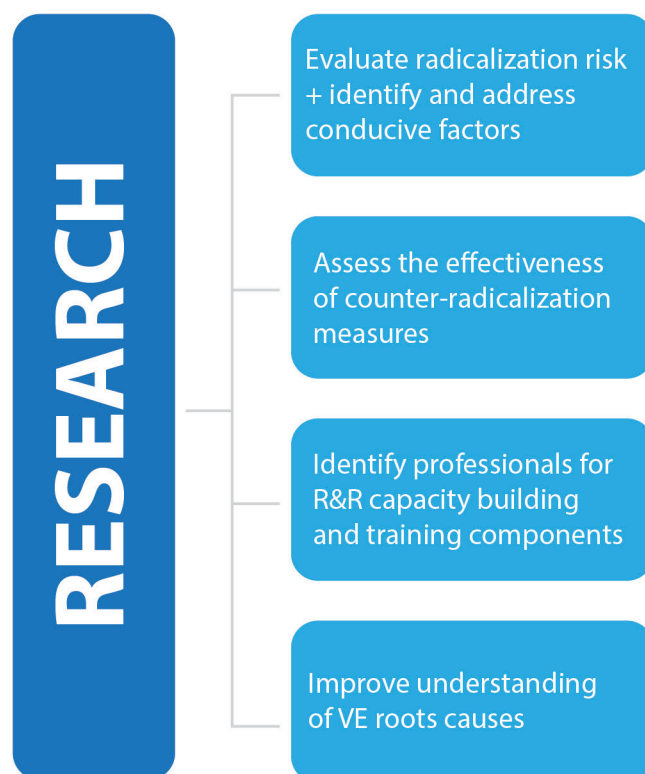 RESEARCH
Evaluate radicalization risk
+ identify and address
conducive factors
Assess the effectiveness
of counter-radicalization
measures
Identify professionals for
R&R capacity building
and training components
Improve understanding
of VE roots causes